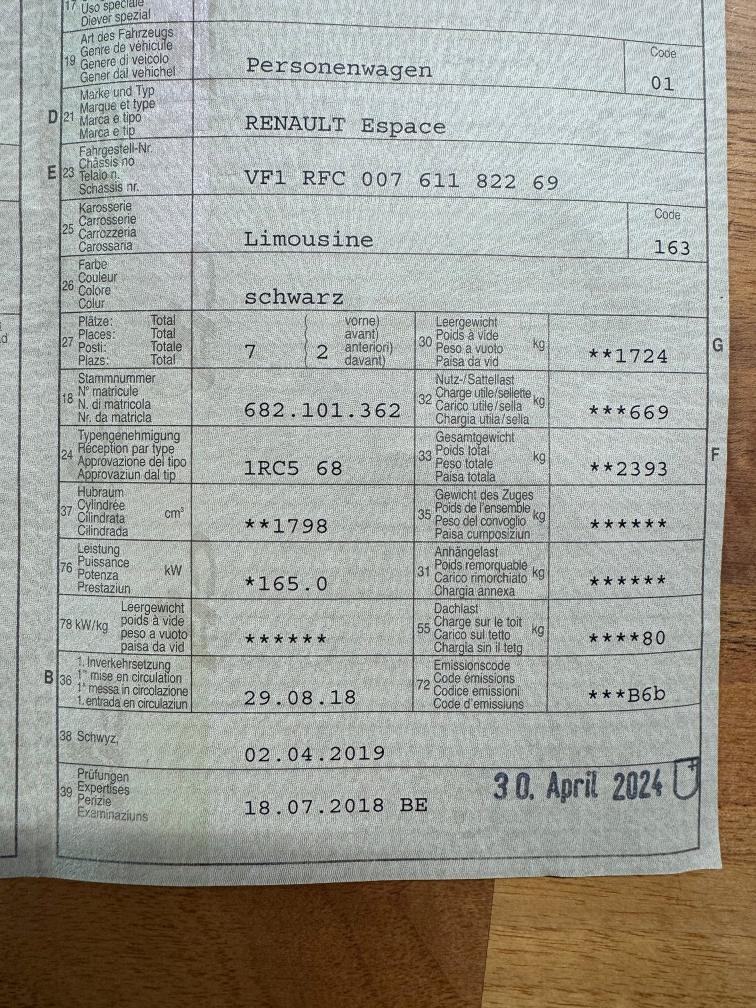 17 Uso speciale
Diever spezial
19 Art des Fahrzeugs
Genre de véhicule
Genere di veicolo
Gener dal vehichel
Personenwagen
Code
01
D 21 Marke und Typ
Marque et type
Marca e tipo
Marca e tip
RENAULT Espace
E 23 Fahrgestell-Nr.
Châssis no
Telaio n.
Schassis nr.
VF1 RFC 007 611 822 69
25 Karosserie
Carrosserie
Carrozzeria
Carossaria
Limousine
Code
163
26 Farbe
Couleur
Colore
Colur
schwarz
27 Plätze: Total
Places: Total
Posti: Totale
Plazs: Total
7
2
vorne)
avant)
anteriori)
davant)
30 Leergewicht
Poids à vide
Peso a vuoto
Paisa da vid
kg
**1724
G
18 Stammnummer
N° matricule
N. di matricola
Nr. da matricla
682.101.362
32 Nutz-/Sattellast
Charge utile/sellette
Carico utile/sella
Chargia utila/sella
kg
***669
24 Typengenehmigung
Réception par type
Approvazione del tipo
Approvaziun dal tip
1RC5 68
33 Gesamtgewicht
Poids total
Peso totale
Paisa totala
kg
**2393
F
37 Hubraum
Cylindrée
Cilindrata
Cilindrada
cm³
**1798
35 Gewicht des Zuges
Poids de l'ensemble
Peso del convoglio
Paisa cumposiziun
kg
******
76 Leistung
Puissance
Potenza
Prestaziun
kW
*165.0
31 Anhängelast
Poids remorquable
Carico rimorchiato
Chargia annexa
kg
******
78 kW/kg
Leergewicht
poids à vide
peso a vuoto
paisa da vid
******
55 Dachlast
Charge sur le toit
Carico sul tetto
Chargia sin il tetg
kg
****80
B 36 1. Inverkehrsetzung
1re mise en circulation
1a messa in circolazione
1. entrada en circulaziun
29.08.18
72 Emissionscode
Code émissions
Codice emissioni
Code d'emissiuns
***B6b
38 Schwyz,
02.04.2019
39 Prüfungen
Expertises
Perizie
Examinaziuns
18.07.2018 BE
30. April 2024